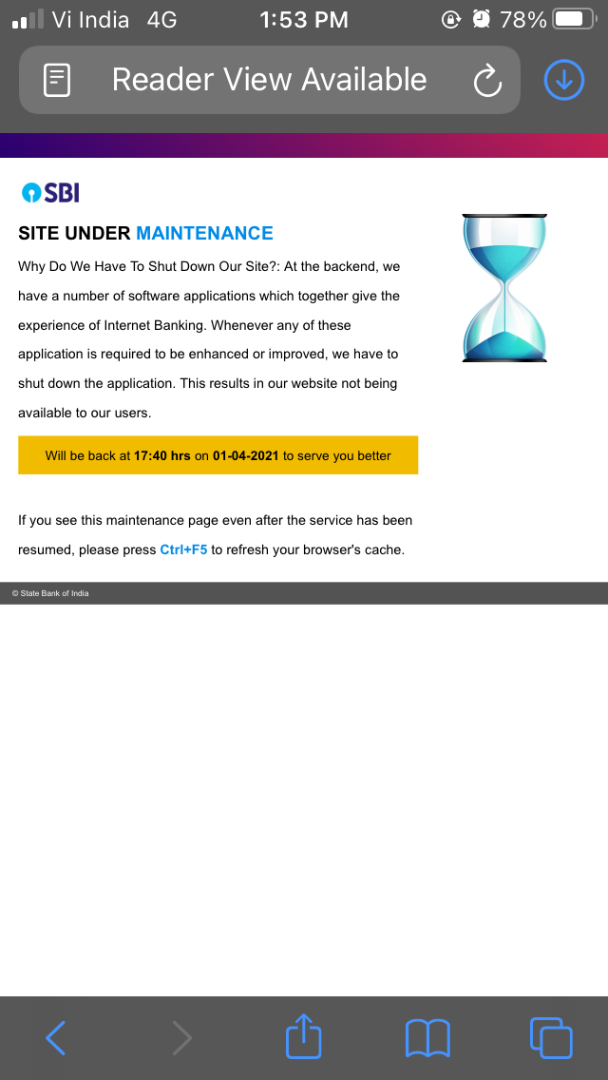 Vi India 4G 1:53 PM 78%
Reader View Available
SBI
SITE UNDER MAINTENANCE
Why Do We Have To Shut Down Our Site?: At the backend, we
have a number of software applications which together give the
experience of Internet Banking. Whenever any of these
application is required to be enhanced or improved, we have to
shut down the application. This results in our website not being
available to our users.
Will be back at 17:40 hrs on 01-04-2021 to serve you better
If you see this maintenance page even after the service has been
resumed, please press Ctrl+F5 to refresh your browser's cache.
© State Bank of India